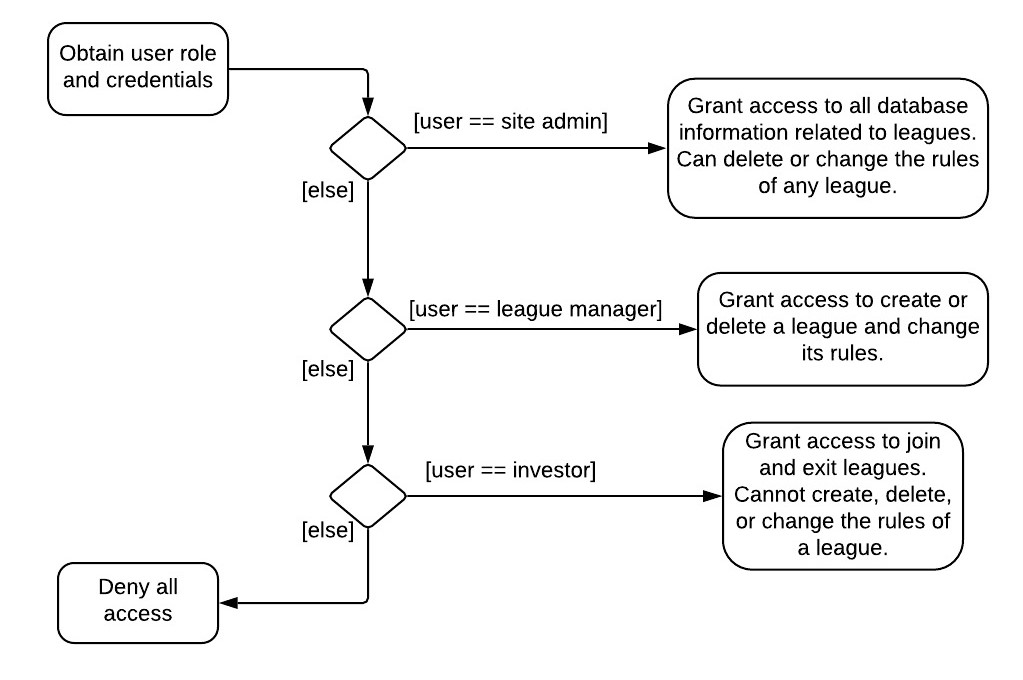 Obtain user role
and credentials
[user == site admin]
Grant access to all database
information related to leagues.
Can delete or change the rules
of any league.
[else]
[user == league manager]
Grant access to create or
delete a league and change
its rules.
[else]
[user == investor]
Grant access to join
and exit leagues.
Cannot create, delete,
or change the rules of
a league.
[else]
Deny all
access